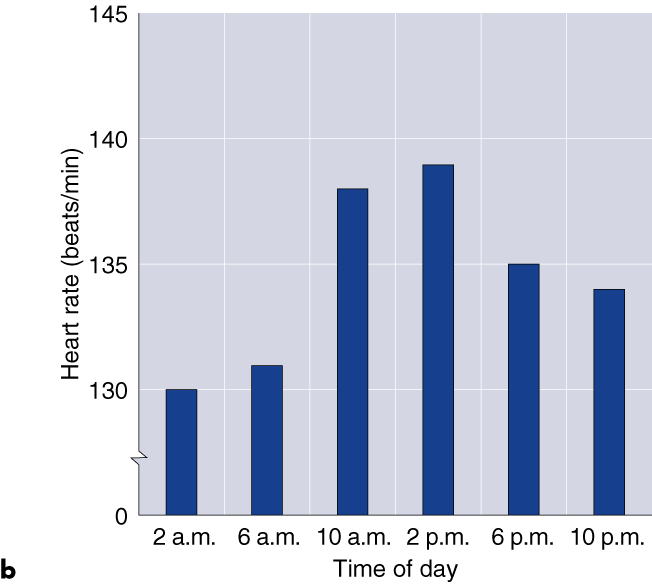 145
140
135
130
0
Heart rate (beats/min)
2 a.m. 6 a.m. 10 a.m. 2 p.m. 6 p.m. 10 p.m.
Time of day
b